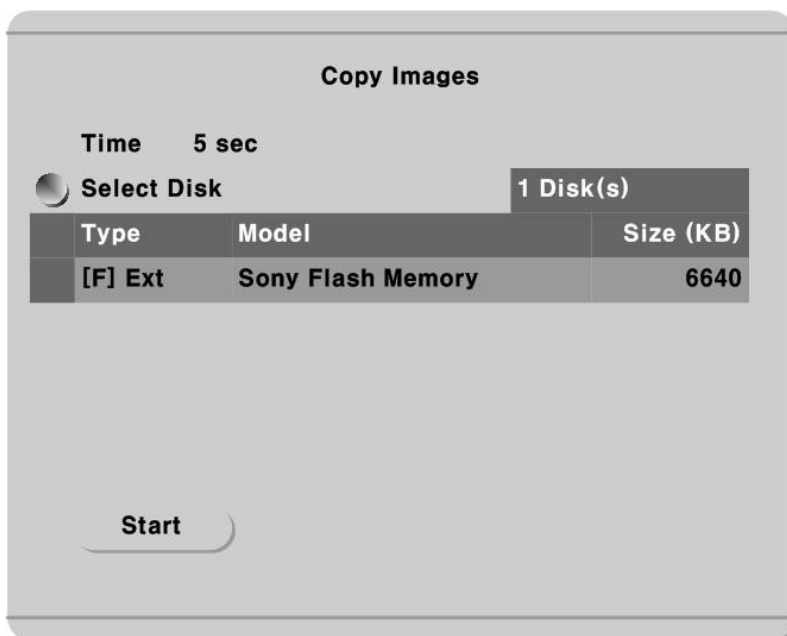 Copy Images
Time 5 sec
Select Disk 1 Disk(s)
Type Model Size (KB)
[F] Ext Sony Flash Memory 6640
Start